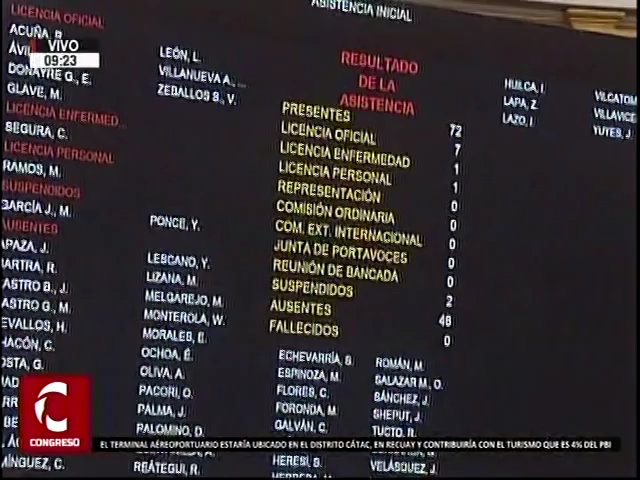 ASISTENCIA INICIAL
LICENCIA OFICIAL
ACUÑA, R.
VIVO
09:23
DONAYRE G., E.
GLAVE, M.
LEÓN, L.
VILLANUEVA A., ...
ZEBALLOS S., V.
LICENCIA ENFERMED...
SEGURA, C.
LICENCIA PERSONAL
RAMOS, M.
SUSPENDIDOS
GARCÍA J., M.
PONCE, Y.
AUSENTES
APAZA, J.
LESCANO, Y.
LIZANA, M.
MELGAREJO, M.
MONTEROLA, W.
MORALES, E.
OCHOA, E.
OLIVA, A.
PACORI, O.
PALMA, J.
PALOMINO, D.
REÁTEGUI, R.
RESULTADO
DE LA
ASISTENCIA
PRESENTES 72
LICENCIA OFICIAL 7
LICENCIA ENFERMEDAD 1
LICENCIA PERSONAL 1
REPRESENTACIÓN 0
COMISIÓN ORDINARIA 0
COM. EXT. INTERNACIONAL 0
JUNTA DE PORTAVOCES 0
REUNIÓN DE BANCADA 0
SUSPENDIDOS 2
AUSENTES 48
FALLECIDOS 0
ECHEVARRÍA, S.
ESPINOZA, M.
FLORES, C.
FORONDA, M.
GALVÁN, C.
HERESI, S.
ROMÁN, M.
SALAZAR M., O.
SÁNCHEZ, J.
SHEPUT, J.
TUCTO, R.
VELÁSQUEZ, J.
HUILCA, I.
LAPA, Z.
LAZO, I.
VILCATOM
VILLAVICE
YUYES, J
CONGRESO
EL TERMINAL AÉREOPORTUARIO ESTARÍA UBICADO EN EL DISTRITO CÁTAC, EN RECUAY Y CONTRIBUIRÍA CON EL TURISMO QUE ES 4% DEL PBI